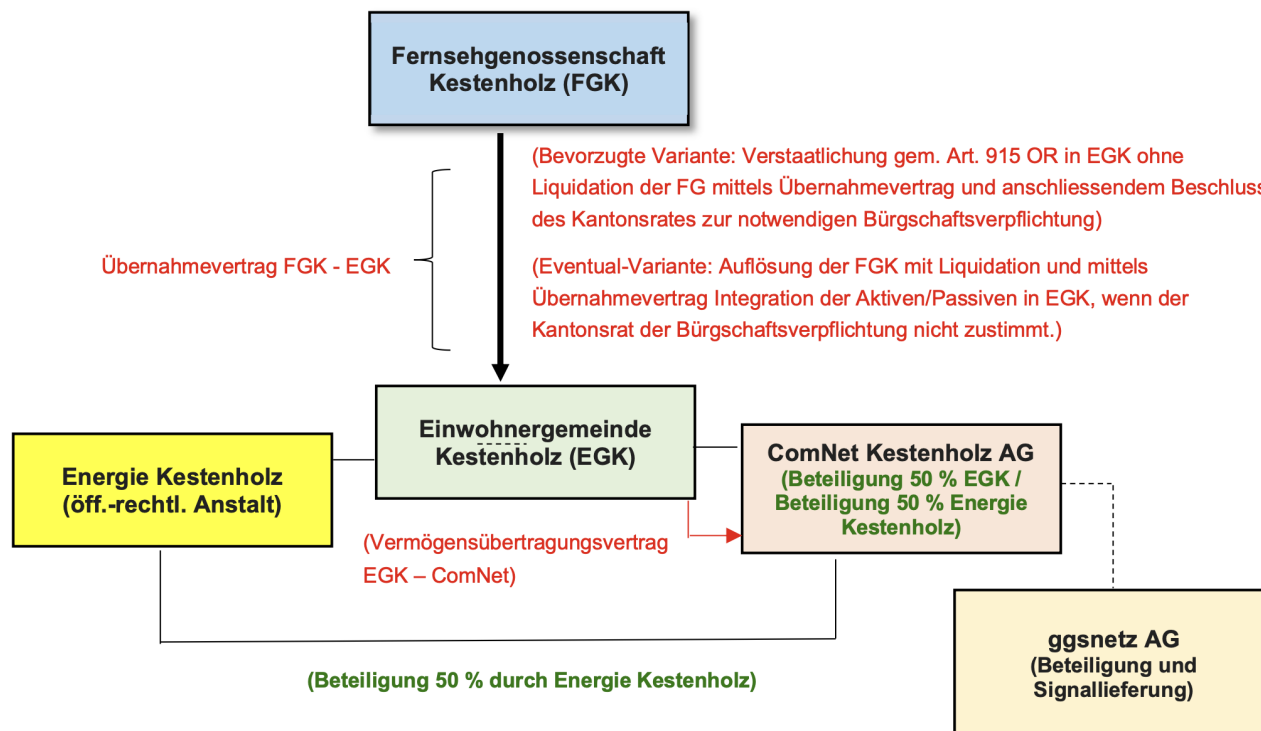 Fernsehgenossenschaft
Kestenholz (FGK)
(Bevorzugte Variante: Verstaatlichung gem. Art. 915 OR in EGK ohne
Liquidation der FG mittels Übernahmevertrag und anschliessendem Beschluss
des Kantonsrates zur notwendigen Bürgschaftsverpflichtung)
Übernahmevertrag FGK - EGK
(Eventual-Variante: Auflösung der FGK mit Liquidation und mittels
Übernahmevertrag Integration der Aktiven/Passiven in EGK, wenn der
Kantonsrat der Bürgschaftsverpflichtung nicht zustimmt.)
Einwohnergemeinde
Kestenholz (EGK)
Energie Kestenholz
(öff.-rechtl. Anstalt)
ComNet Kestenholz AG
(Beteiligung 50 % EGK /
Beteiligung 50 % Energie
Kestenholz)
(Vermögensübertragungsvertrag
EGK – ComNet)
ggsnetz AG
(Beteiligung und
Signallieferung)
(Beteiligung 50 % durch Energie Kestenholz)